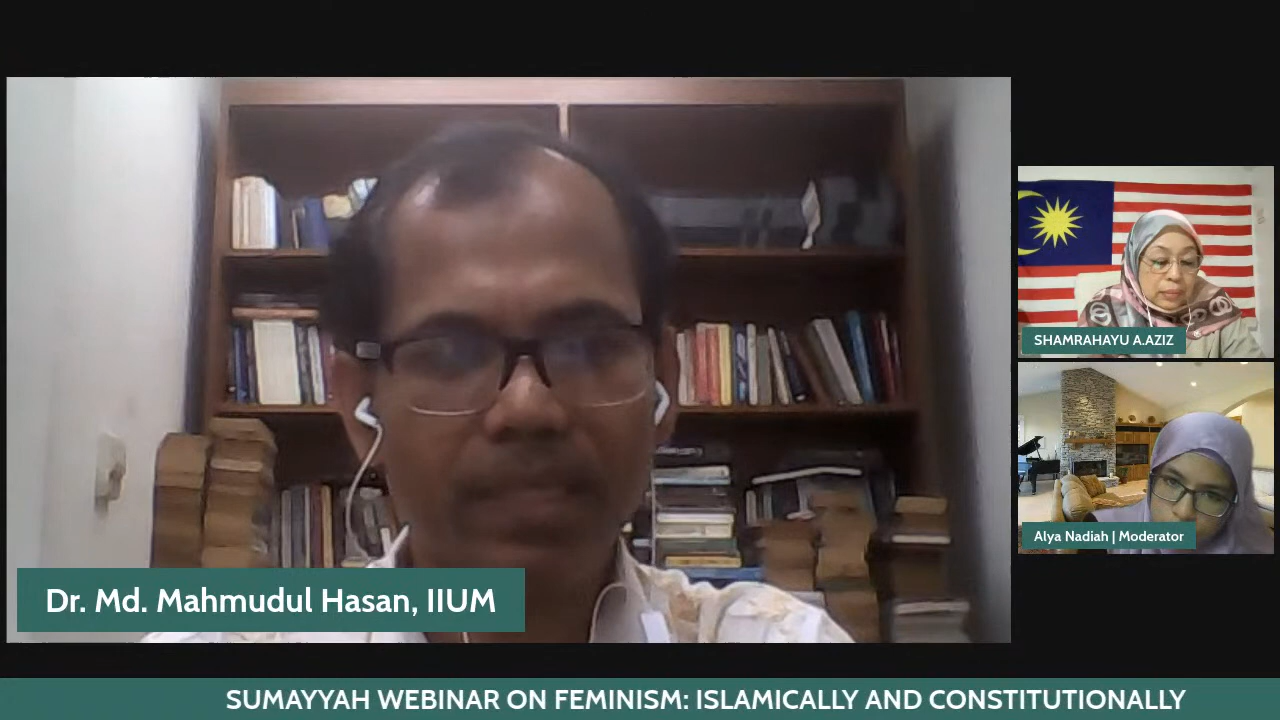 Dr. Md. Mahmudul Hasan, IIUM
SHAMRAHAYU A.AZIZ
Alya Nadiah | Moderator
SUMAYYAH WEBINAR ON FEMINISM: ISLAMICALLY AND CONSTITUTIONALLY